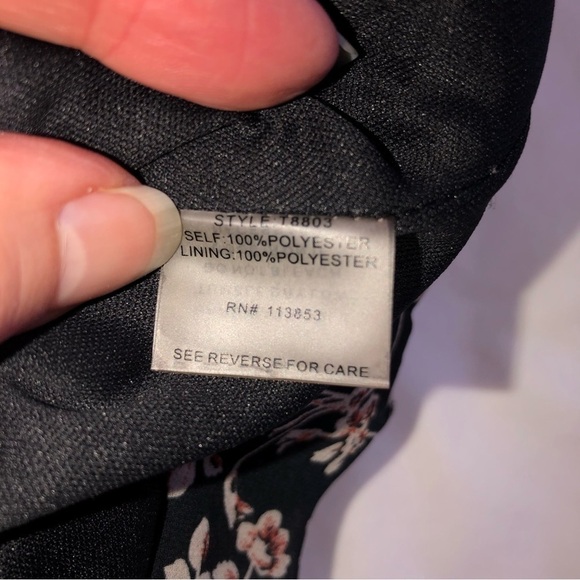 STYLE T8803
SELF:100%POLYESTER
LINING:100%POLYESTER
RN# 113853
SEE REVERSE FOR CARE